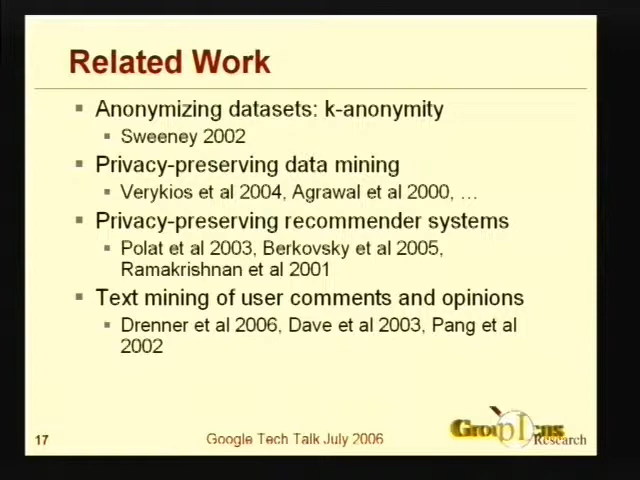 Related Work
Anonymizing datasets: k-anonymity
Sweeney 2002
Privacy-preserving data mining
Verykios et al 2004, Agrawal et al 2000, …
Privacy-preserving recommender systems
Polat et al 2003, Berkovsky et al 2005,
Ramakrishnan et al 2001
Text mining of user comments and opinions
Drenner et al 2006, Dave et al 2003, Pang et al
2002
17
Google Tech Talk July 2006
GroupLens
Research